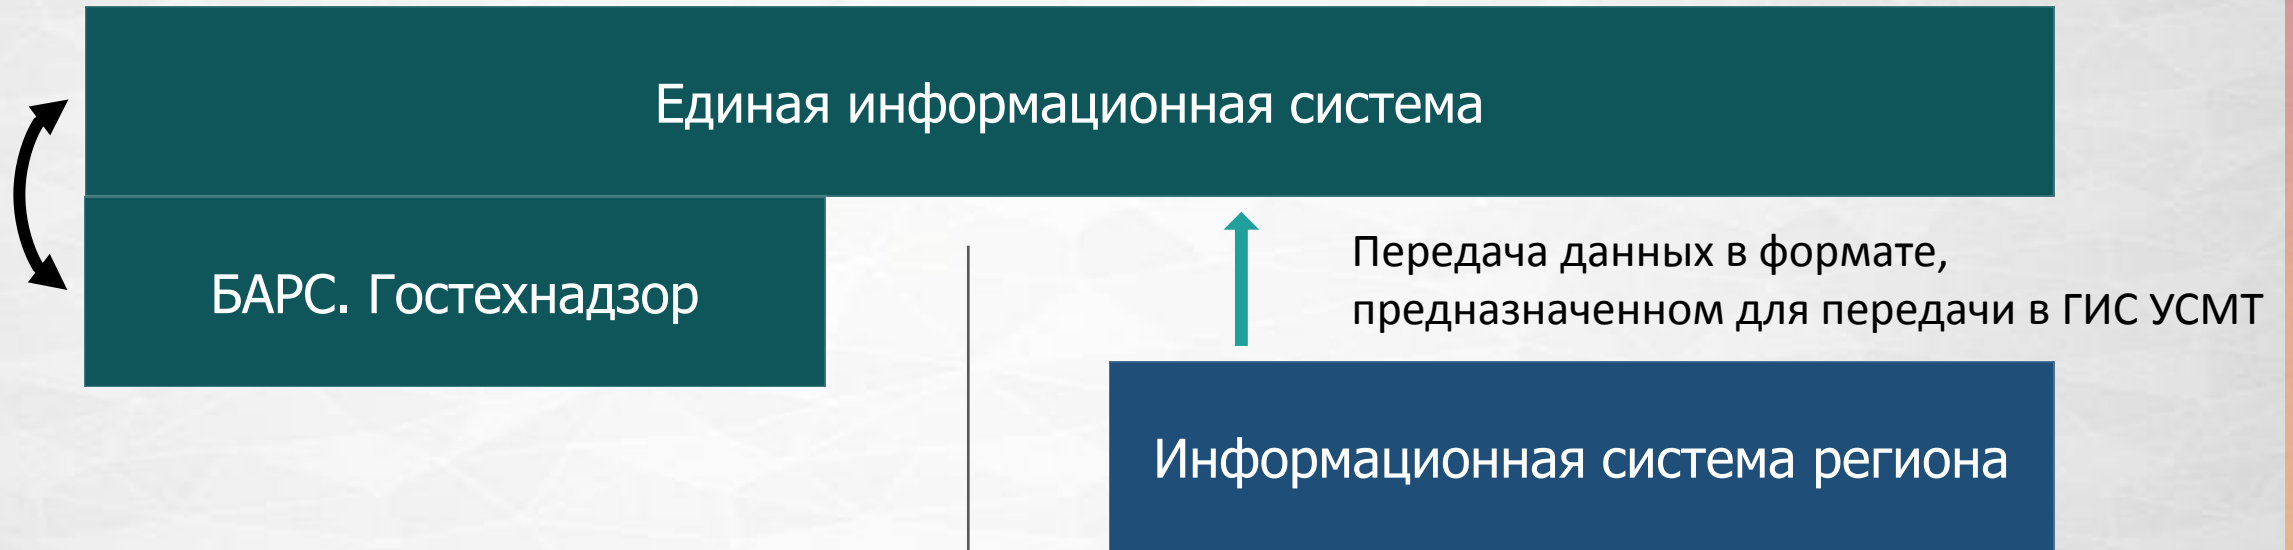 Единая информационная система
БАРС. Гостехнадзор
Передача данных в формате,
предназначенном для передачи в ГИС УСМТ
Информационная система региона